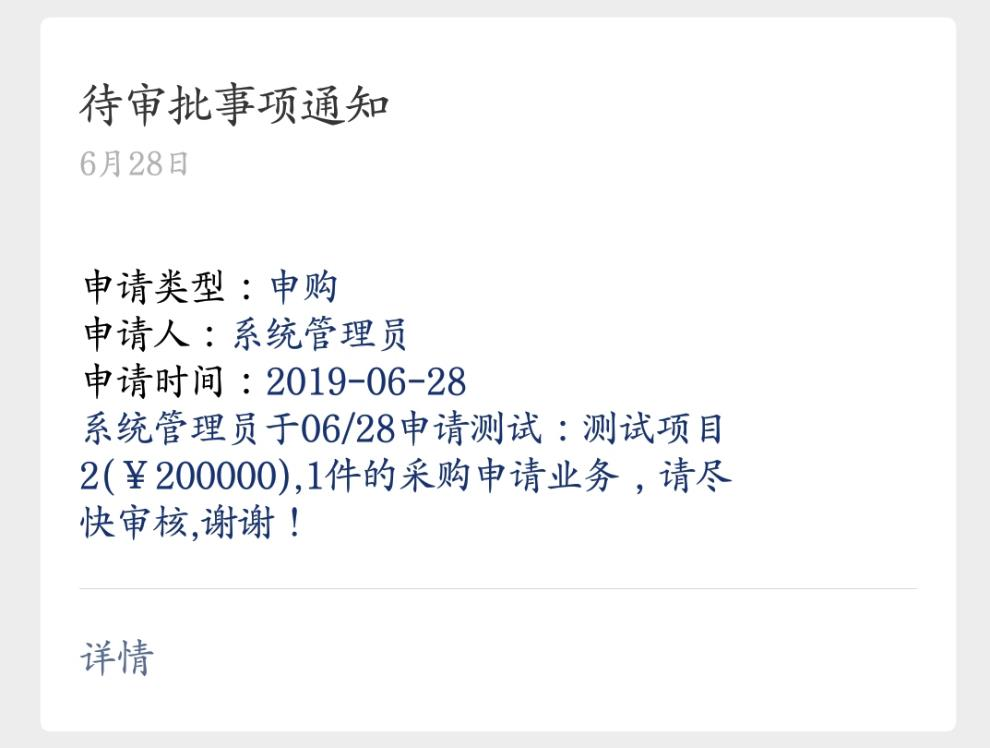 待审批事项通知
6月28日
申请类型：申购
申请人：系统管理员
申请时间：2019-06-28
系统管理员于06/28申请测试：测试项目
2(￥200000),1件的采购申请业务，请尽
快审核,谢谢！
详情